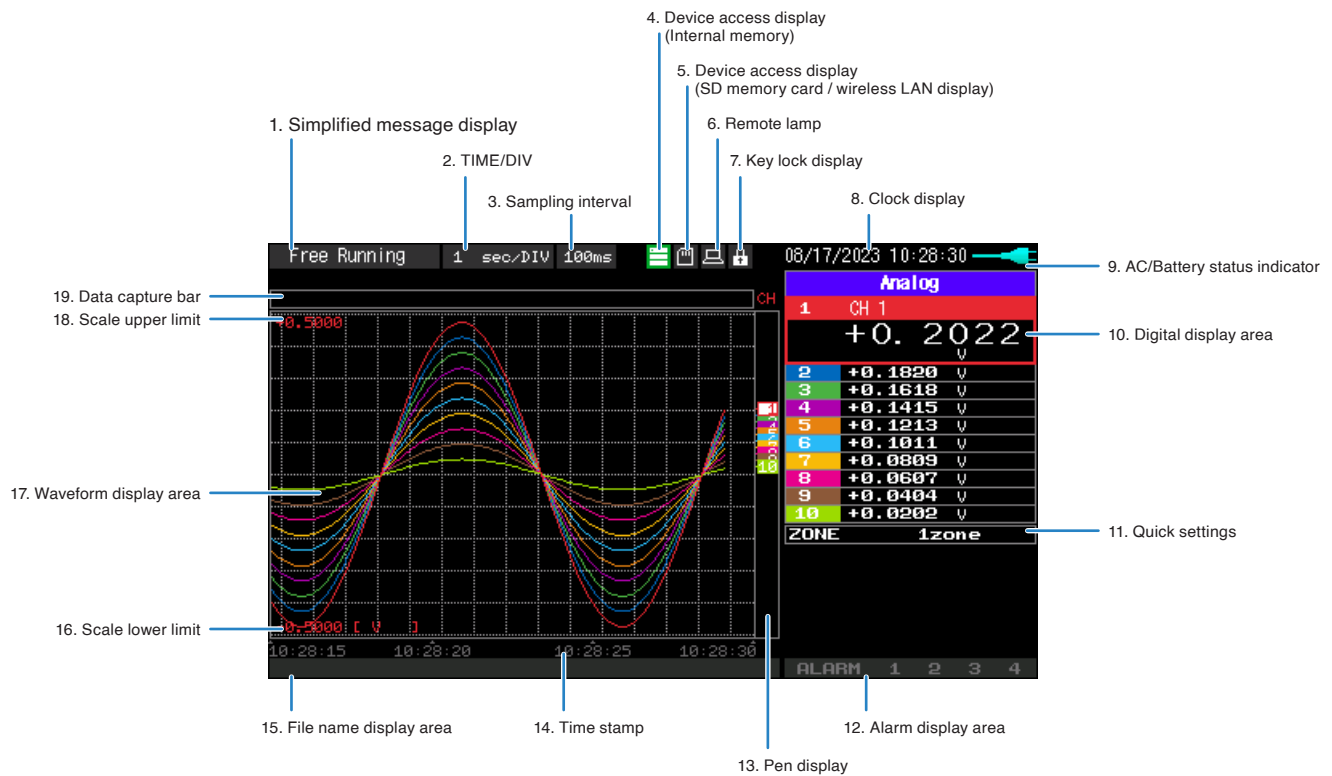 4. Device access display
(Internal memory)
5. Device access display
(SD memory card / wireless LAN display)
1. Simplified message display
6. Remote lamp
2. TIME/DIV
7. Key lock display
3. Sampling interval
8. Clock display
Free Running
1 sec/DIV
100ms
08/17/2023 10:28:30
9. AC/Battery status indicator
Analog
19. Data capture bar
CH
1 CH 1
18. Scale upper limit
+0.5000
+0.2022
V
10. Digital display area
2 +0.1820 V
3 +0.1618 V
4 +0.1415 V
5 +0.1213 V
6 +0.1011 V
7 +0.0809 V
8 +0.0607 V
9 +0.0404 V
10 +0.0202 V
1
10
17. Waveform display area
ZONE 1zone
11. Quick settings
16. Scale lower limit
-0.5000 [ V ]
10:28:15 10:28:20 10:28:25 10:28:30
ALARM 1 2 3 4
15. File name display area
14. Time stamp
12. Alarm display area
13. Pen display